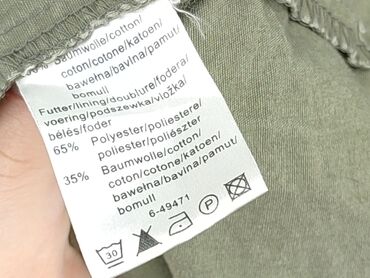 Baumwolle/cotton/
coton/cotone/katoen/
bawełna/bavlna/pamut/
bomull
Futter/lining/doublure/fodera/
voering/podszewka/vložka/
bélés/foder
65% Polyester/poliestere/
poliester/poliészter
35% Baumwolle/cotton/
coton/cotone/katoen/
bawełna/bavlna/pamut/
bomull
6-49471
30 P